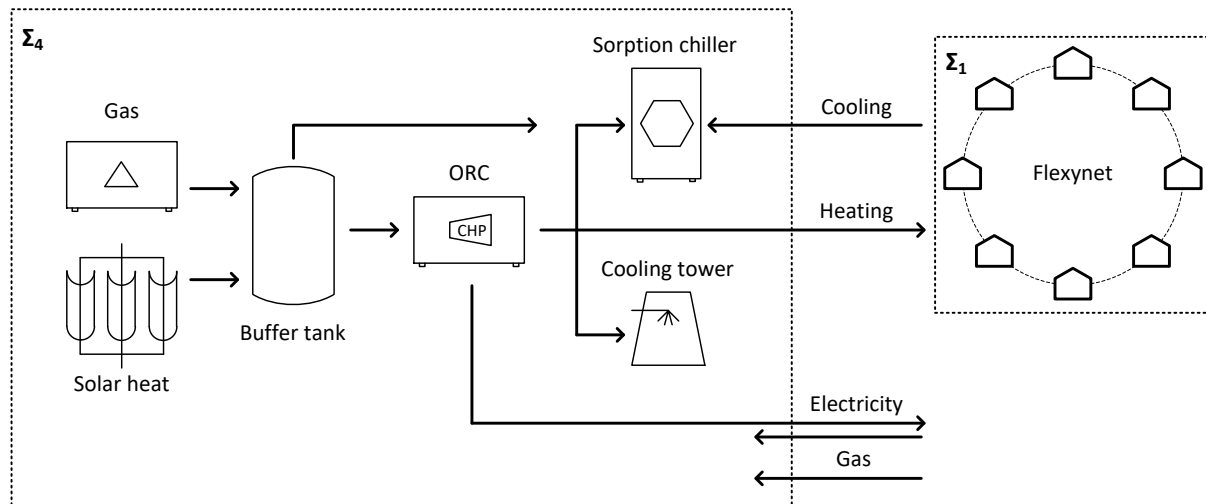 Σ4
Sorption chiller
Σ1
Gas
Cooling
ORC
Flexynet
CHP
Heating
Cooling tower
Buffer tank
Solar heat
Electricity
Gas